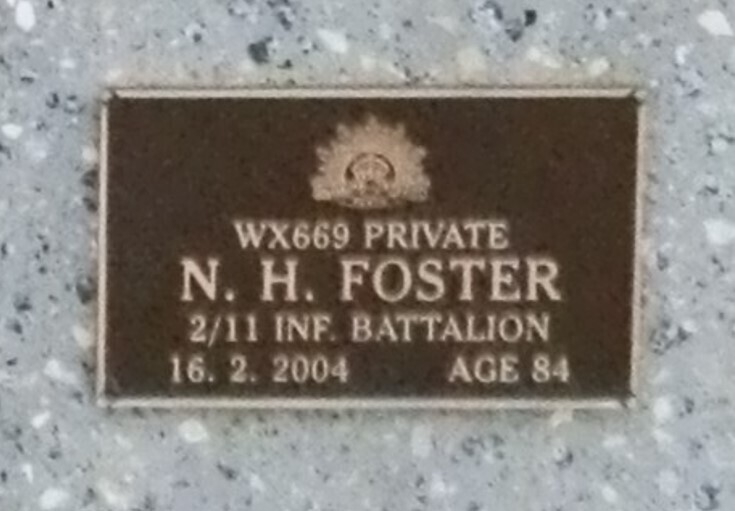 WX669 PRIVATE
N. H. FOSTER
2/11 INF. BATTALION
16. 2. 2004 AGE 84